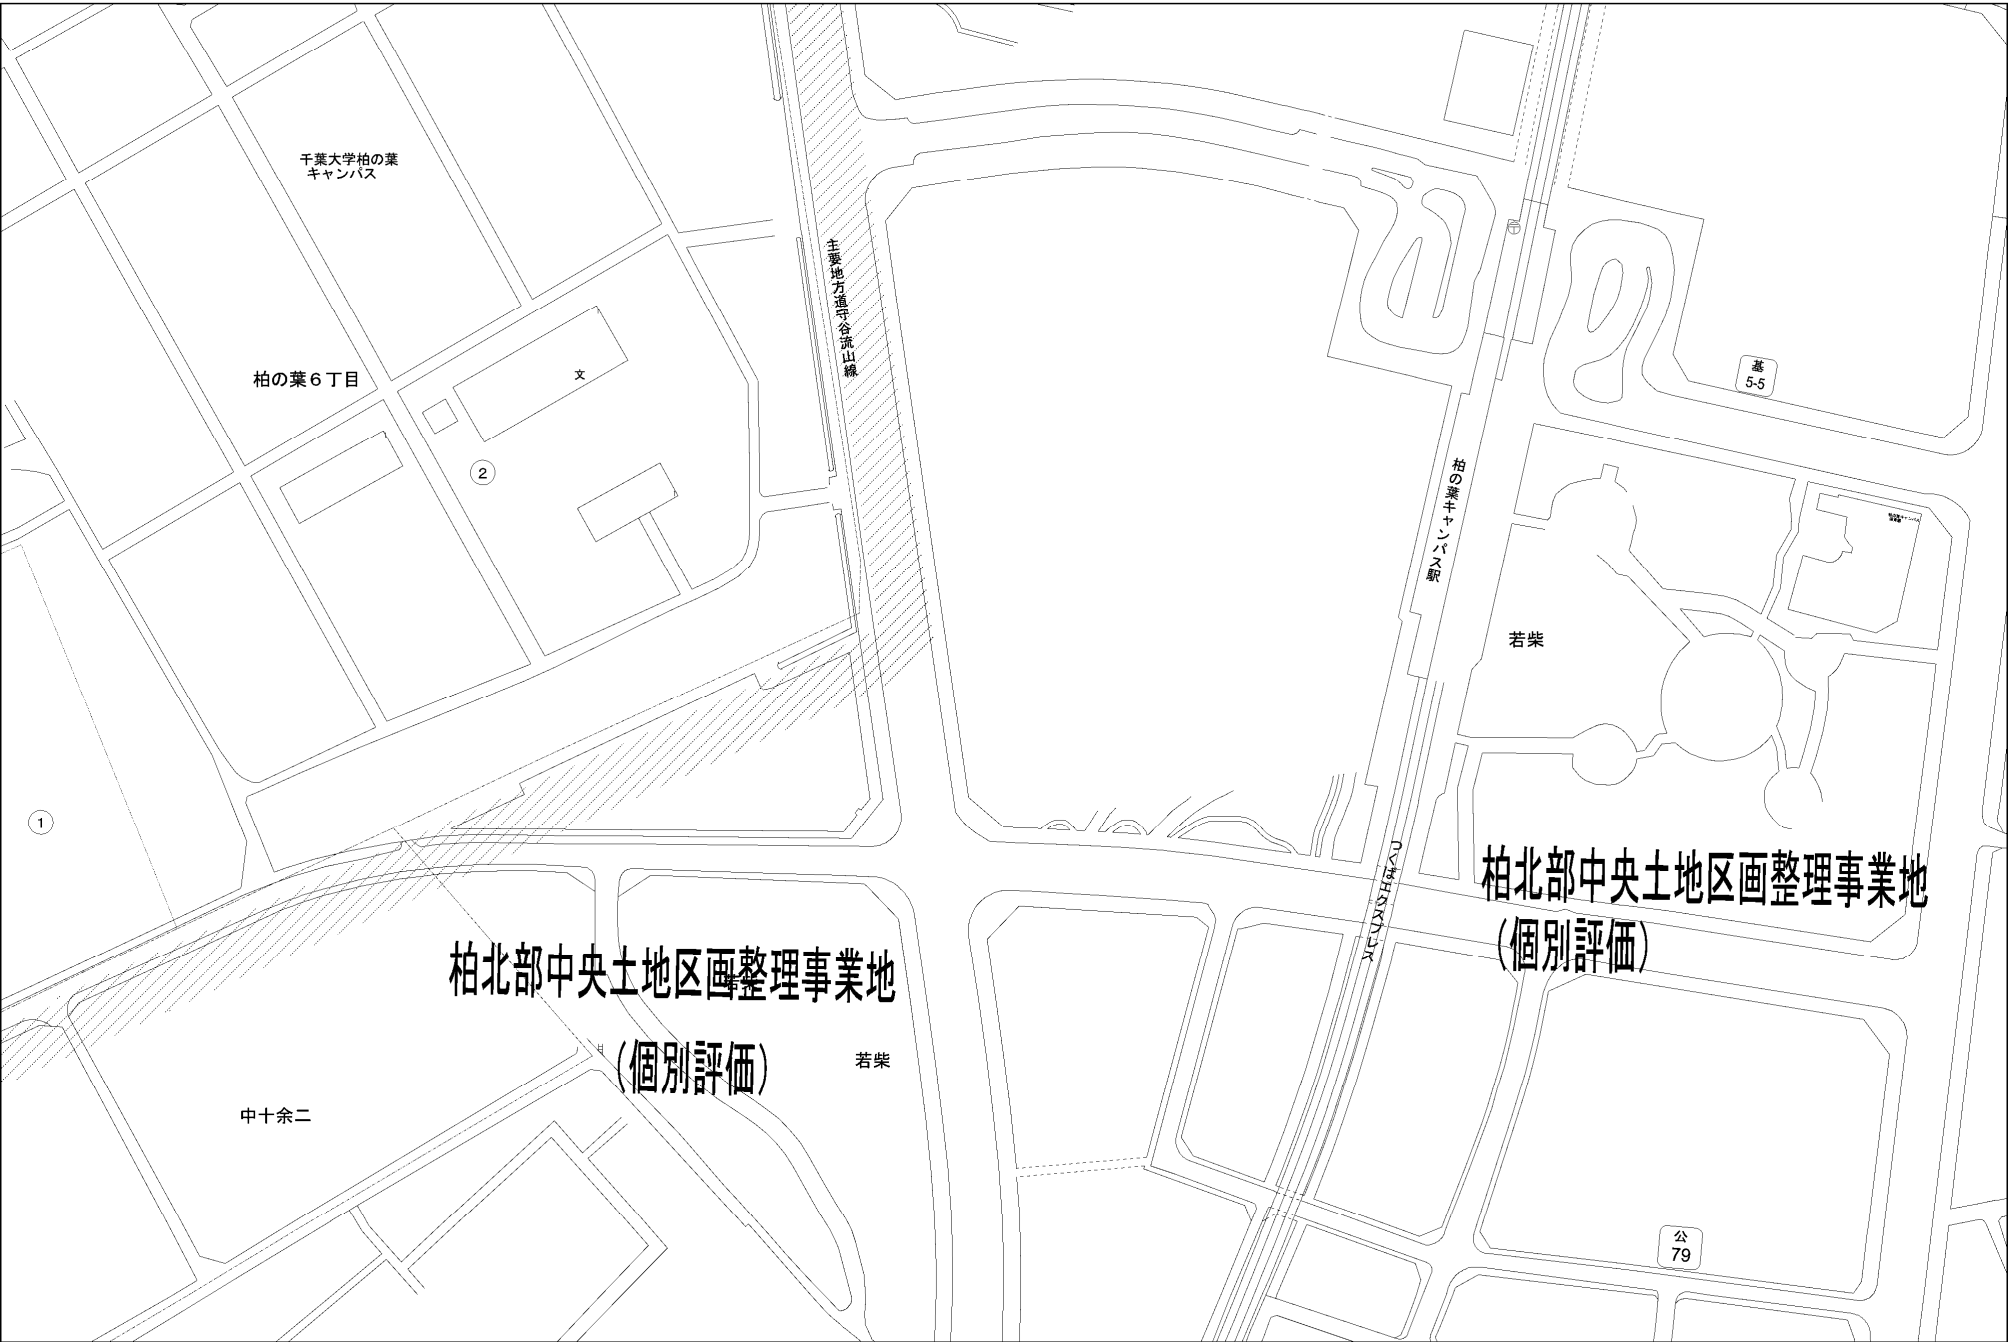 千葉大学柏の葉
キャンパス
主要地方道守谷流山線
柏の葉６丁目
文
基
5-5
2
柏の葉キャンパス駅
若柴
1
つくばエクスプレス
柏北部中央土地区画整理事業地
（個別評価）
柏北部中央土地区画整理事業地
若柴
（個別評価）
若柴
中十余二
公
79